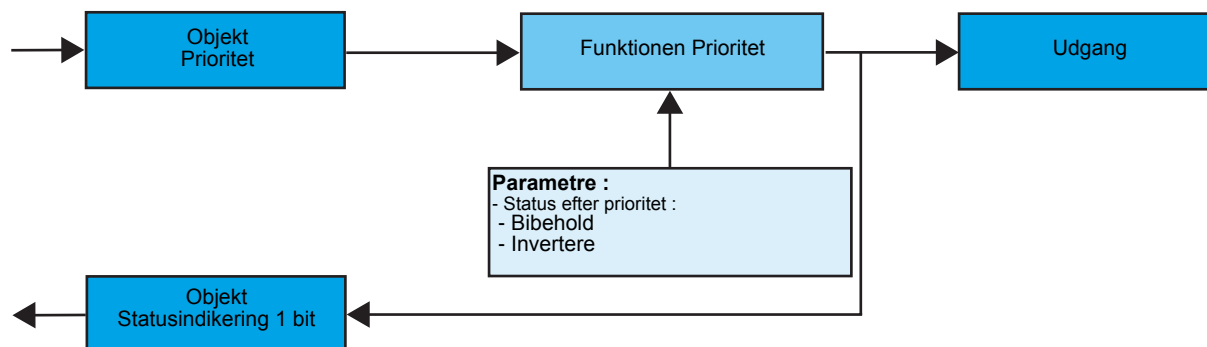 Objekt
Prioritet
Funktionen Prioritet
Udgang
Parametre :
- Status efter prioritet :
- Bibehold
- Invertere
Objekt
Statusindikering 1 bit